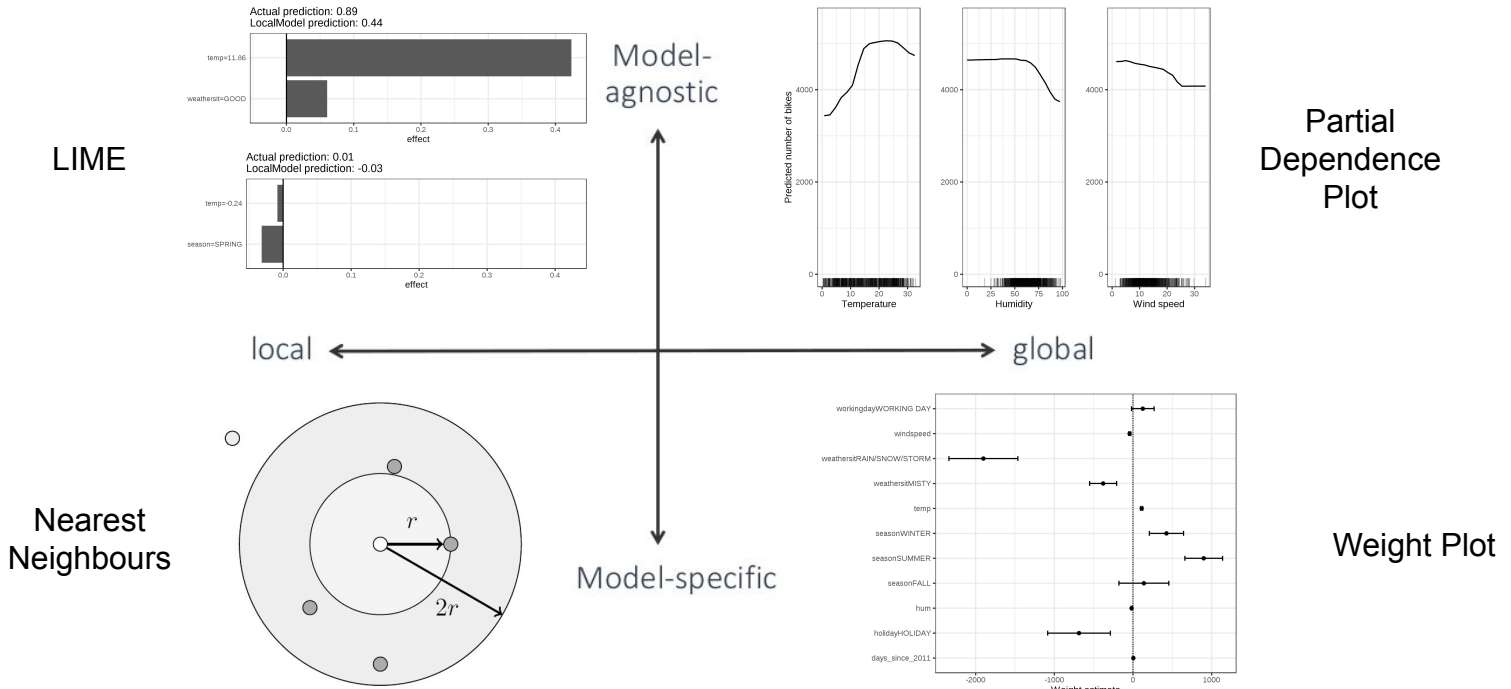 Actual prediction: 0.89
LocalModel prediction: 0.44
temp=11.86
weathersit=GOOD
0.0 0.1 0.2 0.3 0.4
effect
LIME
Actual prediction: 0.01
LocalModel prediction: -0.03
temp=-0.24
season=SPRING
0.0 0.1 0.2 0.3 0.4
effect
Model-
agnostic
Predicted number of bikes
4000
2000
0
0 10 20 30
Temperature
4000
2000
0
0 25 50 75 100
Humidity
4000
2000
0
0 10 20 30
Wind speed
Partial
Dependence
Plot
local
global
Nearest
Neighbours
r
2r
Model-specific
workingdayWORKING DAY
windspeed
weathersitRAIN/SNOW/STORM
weathersitMISTY
temp
seasonWINTER
seasonSUMMER
seasonFALL
hum
holidayHOLIDAY
days_since_2011
-2000 -1000 0 1000
Weight estimate
Weight Plot